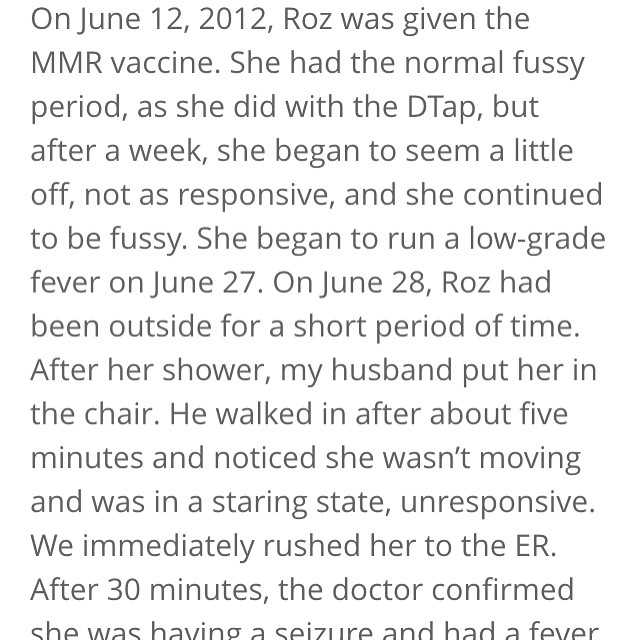 On June 12, 2012, Roz was given the
MMR vaccine. She had the normal fussy
period, as she did with the DTap, but
after a week, she began to seem a little
off, not as responsive, and she continued
to be fussy. She began to run a low-grade
fever on June 27. On June 28, Roz had
been outside for a short period of time.
After her shower, my husband put her in
the chair. He walked in after about five
minutes and noticed she wasn’t moving
and was in a staring state, unresponsive.
We immediately rushed her to the ER.
After 30 minutes, the doctor confirmed
she was having a seizure and had a fever